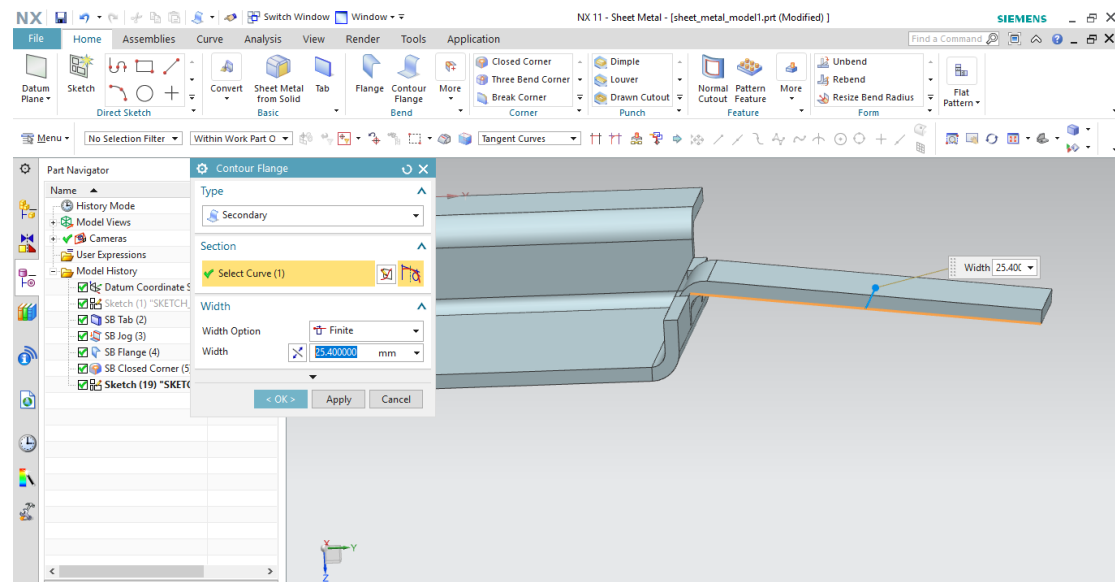 NX Switch Window Window NX 11 - Sheet Metal - [sheet_metal_model1.prt (Modified) ] SIEMENS
File Home Assemblies Curve Analysis View Render Tools Application Find a Command
Datum Plane
Sketch
Direct Sketch
Convert
Sheet Metal from Solid
Tab
Basic
Flange
Contour Flange
More
Bend
Closed Corner
Three Bend Corner
Break Corner
Corner
Dimple
Louver
Drawn Cutout
Punch
Normal Cutout
Pattern Feature
More
Feature
Unbend
Rebend
Resize Bend Radius
Form
Flat Pattern
Menu No Selection Filter Within Work Part O Tangent Curves
Part Navigator
Name
History Mode
Model Views
Cameras
User Expressions
Model History
Datum Coordinate S
Sketch (1) "SKETCH_
SB Tab (2)
SB Jog (3)
SB Flange (4)
SB Closed Corner (5)
Sketch (19) "SKETC
Contour Flange
Type
Secondary
Section
Select Curve (1)
Width
Width Option Finite
Width 25.400000 mm
< OK > Apply Cancel
X
Width 25.40(
X
Y
Z